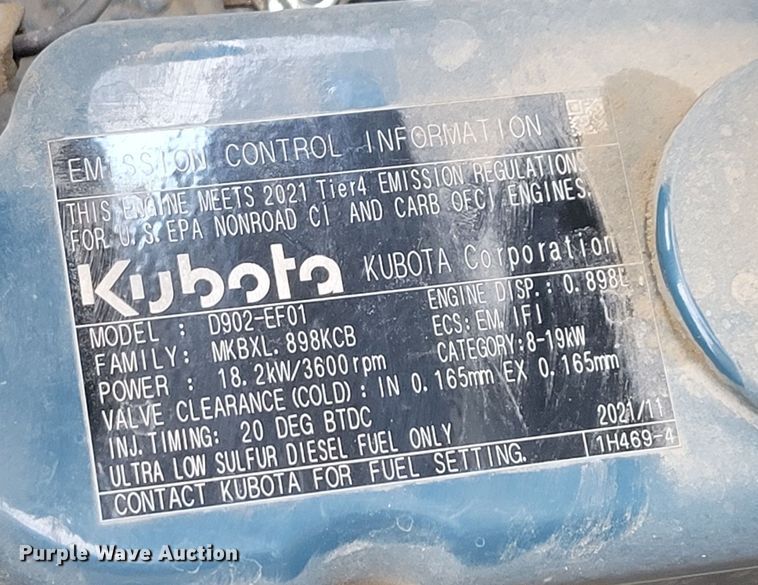 EMISSION CONTROL INFORMATION
THIS ENGINE MEETS 2021 Tier4 EMISSION REGULATIONS
FOR U.S. EPA NONROAD CI AND CARB OFCI ENGINES.
Kubota KUBOTA Corporation
MODEL : D902-EF01 ENGINE DISP.: 0.898L
FAMILY: MKBXL.898KCB ECS: EM, IFI
POWER : 18.2kW/3600rpm CATEGORY:8-19kW
VALVE CLEARANCE(COLD): IN 0.165mm EX 0.165mm
INJ.TIMING: 20 DEG BTDC 2021/11
ULTRA LOW SULFUR DIESEL FUEL ONLY 1H469-4
CONTACT KUBOTA FOR FUEL SETTING.
Purple Wave Auction